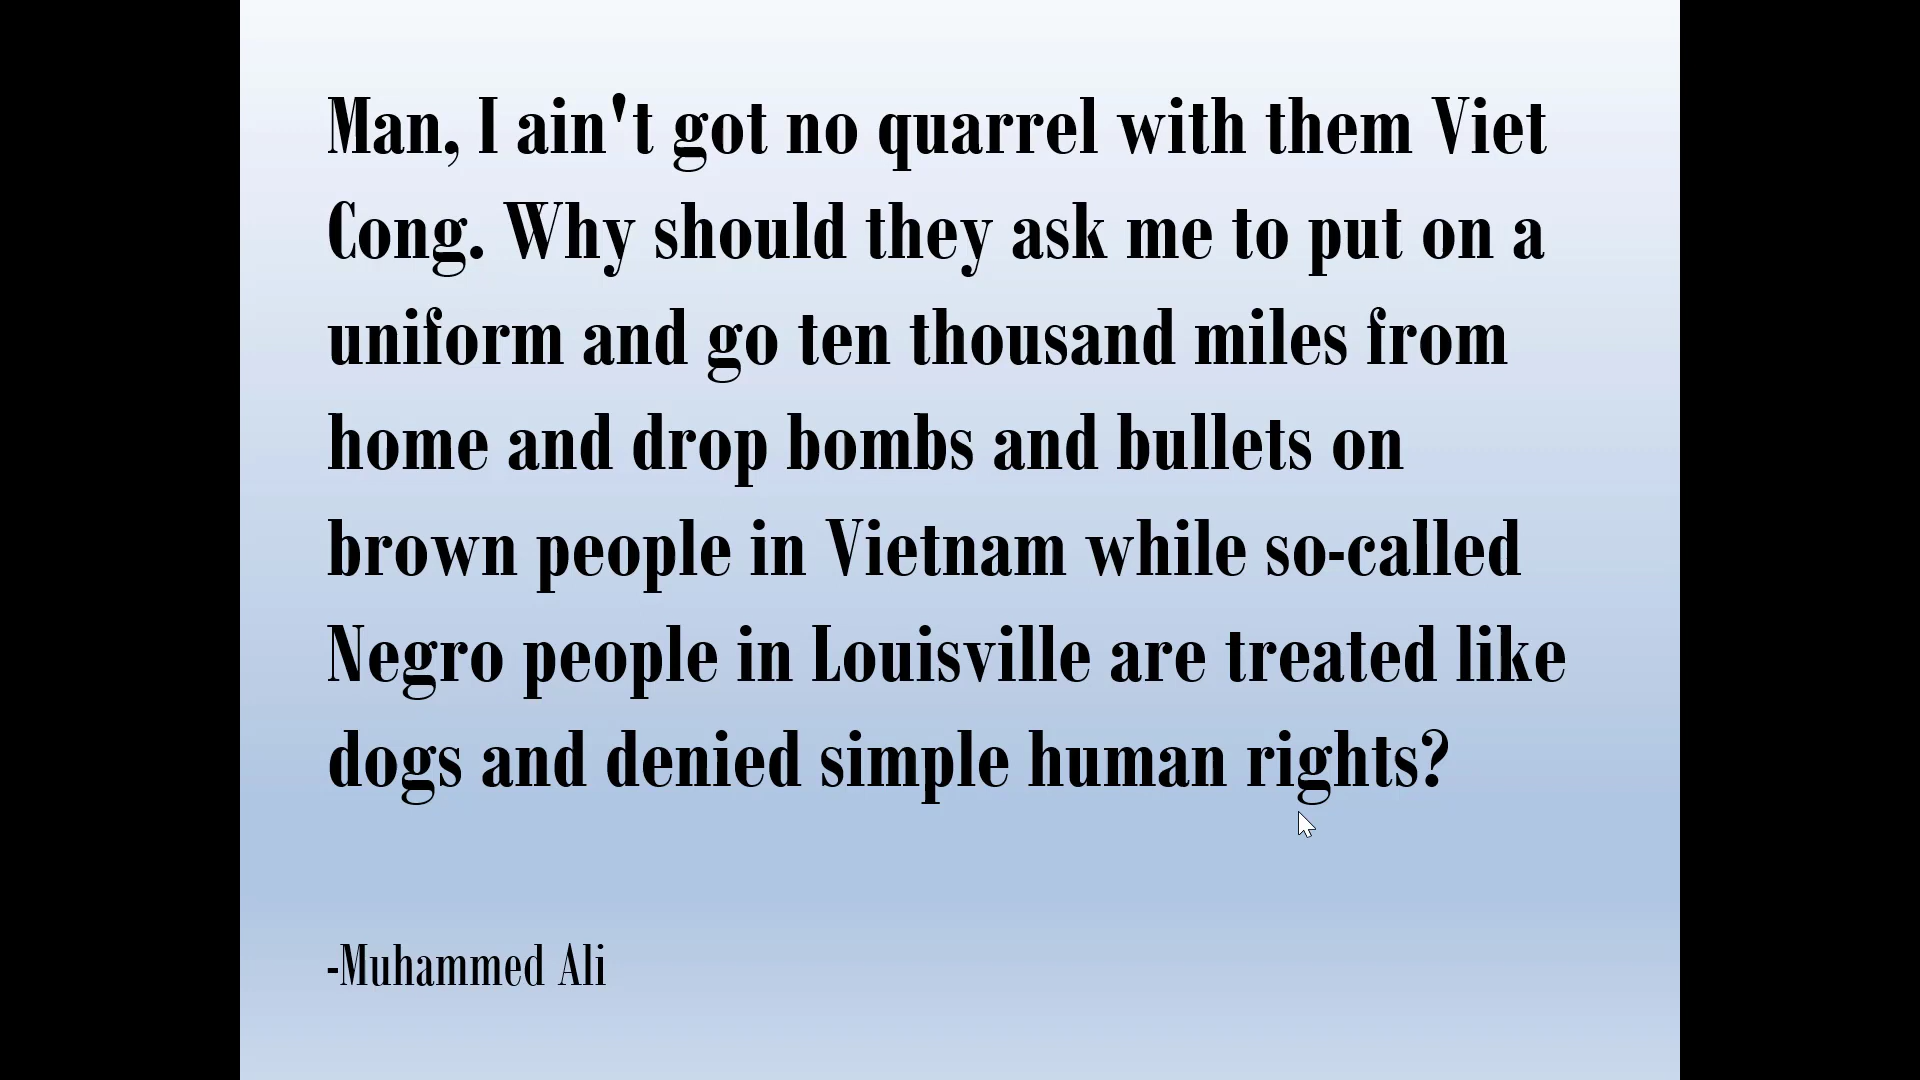 Man, I ain't got no quarrel with them Viet
Cong. Why should they ask me to put on a
uniform and go ten thousand miles from
home and drop bombs and bullets on
brown people in Vietnam while so-called
Negro people in Louisville are treated like
dogs and denied simple human rights?
-Muhammed Ali